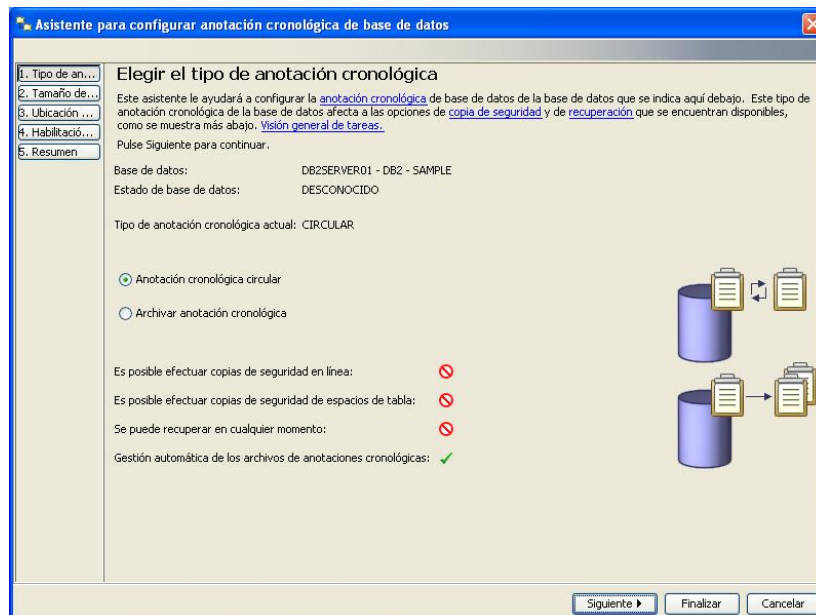 Asistente para configurar anotación cronológica de base de datos
1. Tipo de an...
2. Tamaño de...
3. Ubicación ...
4. Habilitació...
5. Resumen
Elegir el tipo de anotación cronológica
Este asistente le ayudará a configurar la anotación cronológica de base de datos de la base de datos que se indica aquí debajo. Este tipo de
anotación cronológica de la base de datos afecta a las opciones de copia de seguridad y de recuperación que se encuentran disponibles,
como se muestra más abajo. Visión general de tareas.
Pulse Siguiente para continuar.
Base de datos: DB2SERVER01 - DB2 - SAMPLE
Estado de base de datos: DESCONOCIDO
Tipo de anotación cronológica actual: CIRCULAR
Anotación cronológica circular
Archivar anotación cronológica
Es posible efectuar copias de seguridad en línea:
Es posible efectuar copias de seguridad de espacios de tabla:
Se puede recuperar en cualquier momento:
Gestión automática de los archivos de anotaciones cronológicas:
Siguiente
Finalizar
Cancelar